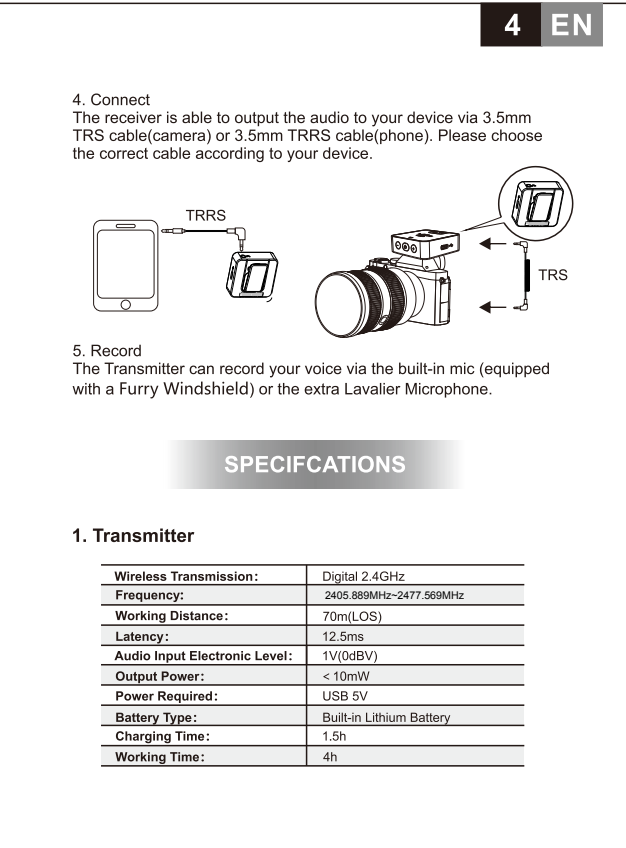 4 EN
4. Connect
The receiver is able to output the audio to your device via 3.5mm
TRS cable(camera) or 3.5mm TRRS cable(phone). Please choose
the correct cable according to your device.
TRRS
TRS
5. Record
The Transmitter can record your voice via the built-in mic (equipped
with a Furry Windshield) or the extra Lavalier Microphone.
SPECIFCATIONS
1. Transmitter
Wireless Transmission: Digital 2.4GHz
Frequency: 2405.889MHz~2477.569MHz
Working Distance: 70m(LOS)
Latency: 12.5ms
Audio Input Electronic Level: 1V(0dBV)
Output Power: < 10mW
Power Required: USB 5V
Battery Type: Built-in Lithium Battery
Charging Time: 1.5h
Working Time: 4h